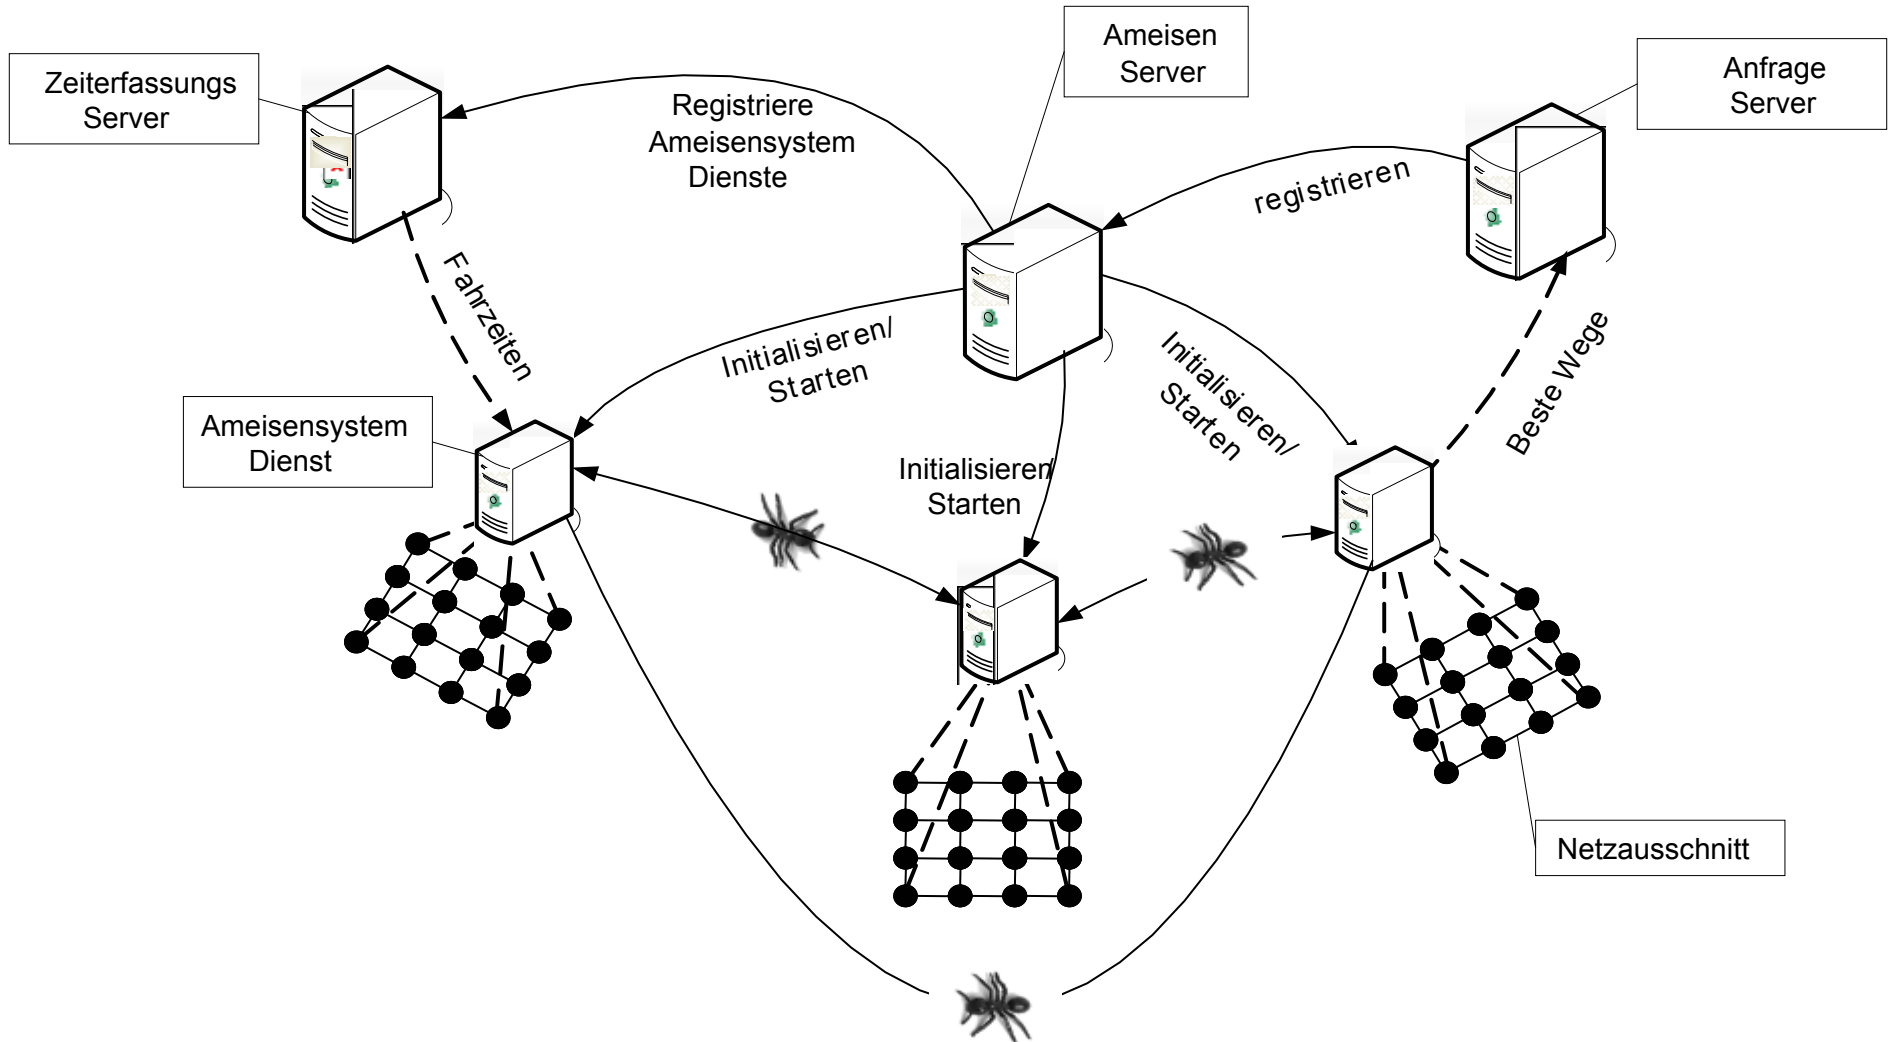 Zeiterfassungs
Server
Registriere
Ameisensystem
Dienste
Ameisen
Server
Anfrage
Server
registrieren
Fahrzeiten
Initialisieren/
Starten
Initialisieren/
Starten
Beste Wege
Ameisensystem
Dienst
Initialisieren/
Starten
Netzausschnitt